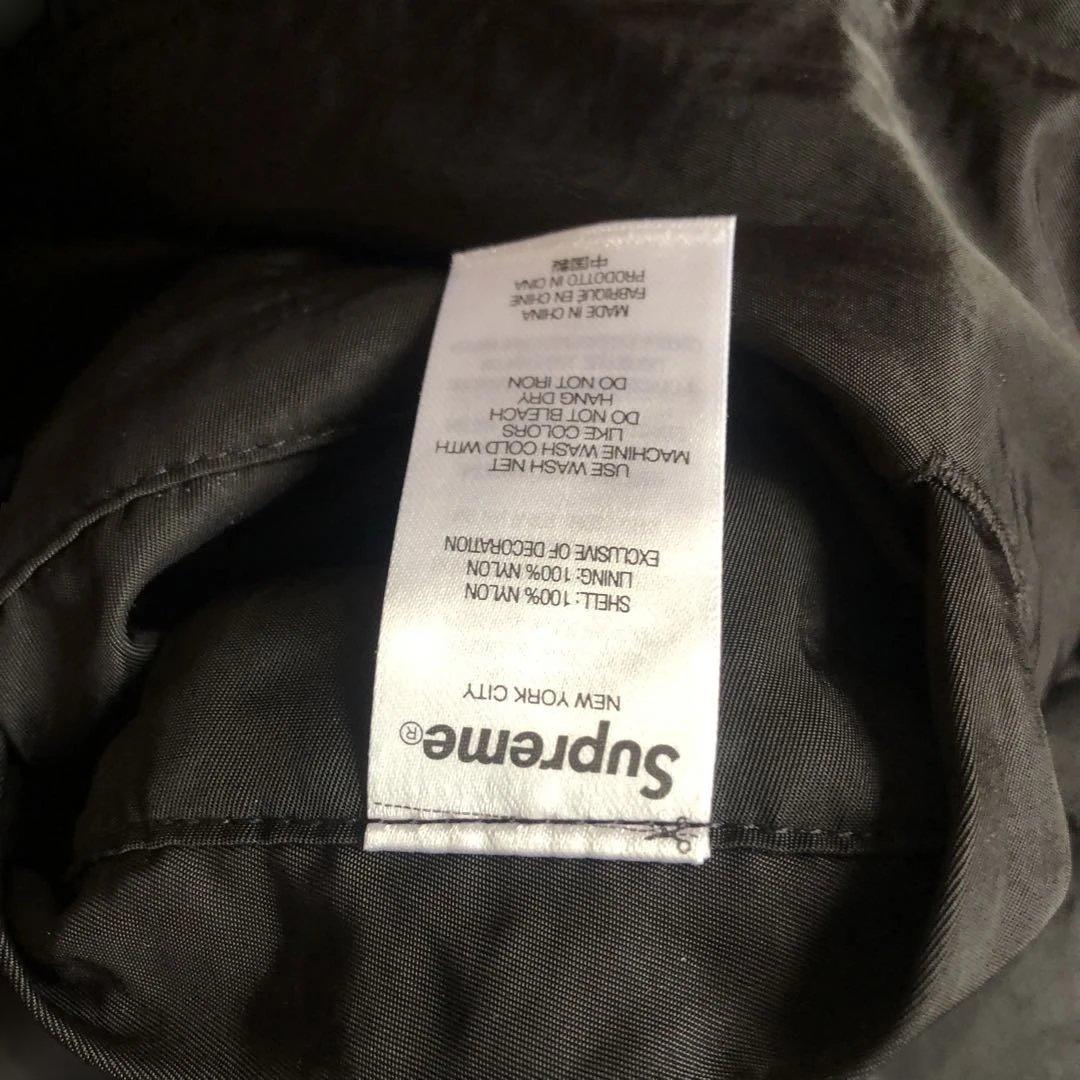 Supreme®
NEW YORK CITY
SHELL: 100% NYLON
LINING: 100% NYLON
EXCLUSIVE OF DECORATION
USE WASH NET
MACHINE WASH COLD WITH
LIKE COLORS
DO NOT BLEACH
HANG DRY
DO NOT IRON
MADE IN CHINA
FABRIQUÉ EN CHINE
PRODOTTO IN CINA
中国製